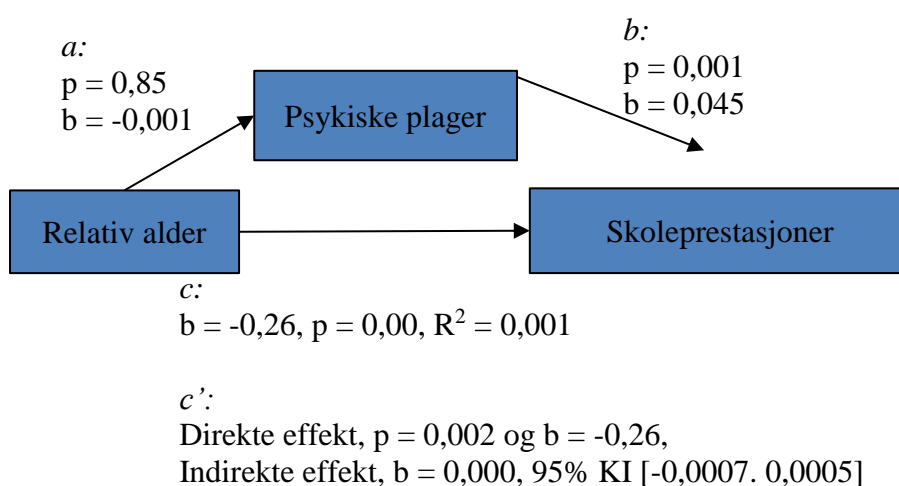 a:
p = 0,85
b = -0,001
b:
p = 0,001
b = 0,045
Psykiske plager
Relativ alder
Skoleprestasjoner
c:
b = -0,26, p = 0,00, R² = 0,001
c’:
Direkte effekt, p = 0,002 og b = -0,26,
Indirekte effekt, b = 0,000, 95% KI [-0,0007. 0,0005]